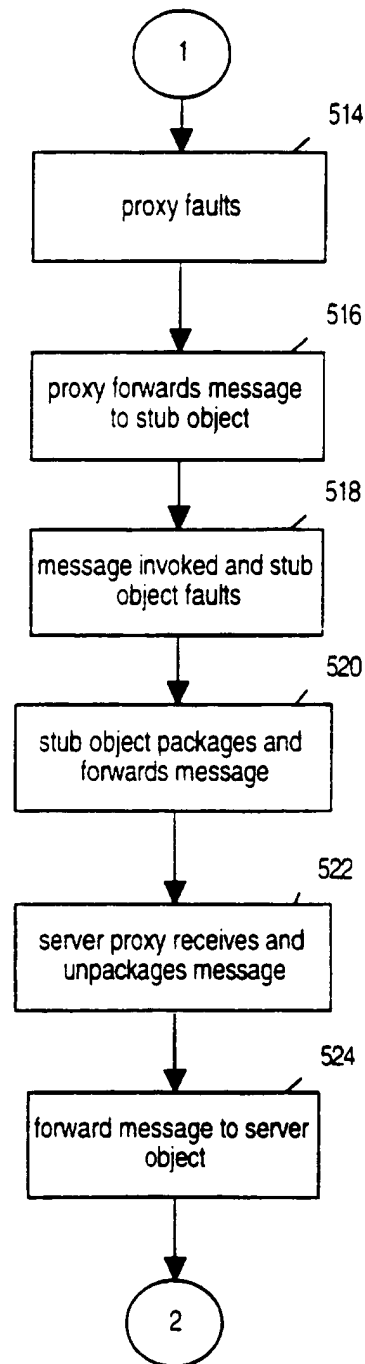 1
514
proxy faults
516
proxy forwards message
to stub object
518
message invoked and stub
object faults
520
stub object packages and
forwards message
522
server proxy receives and
unpackages message
524
forward message to server
object
2